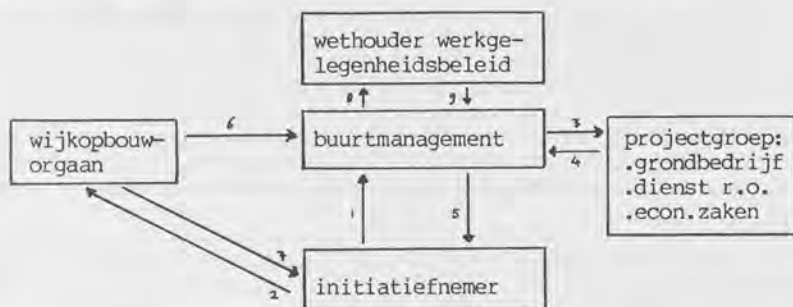 wethouder werkge-
legenheidsbeleid
8
9
6
3
wijkopbouw-
orgaan
buurtmanagement
projectgroep:
.grondbedrijf
.dienst r.o.
.econ.zaken
4
1
5
7
2
initiatiefnemer